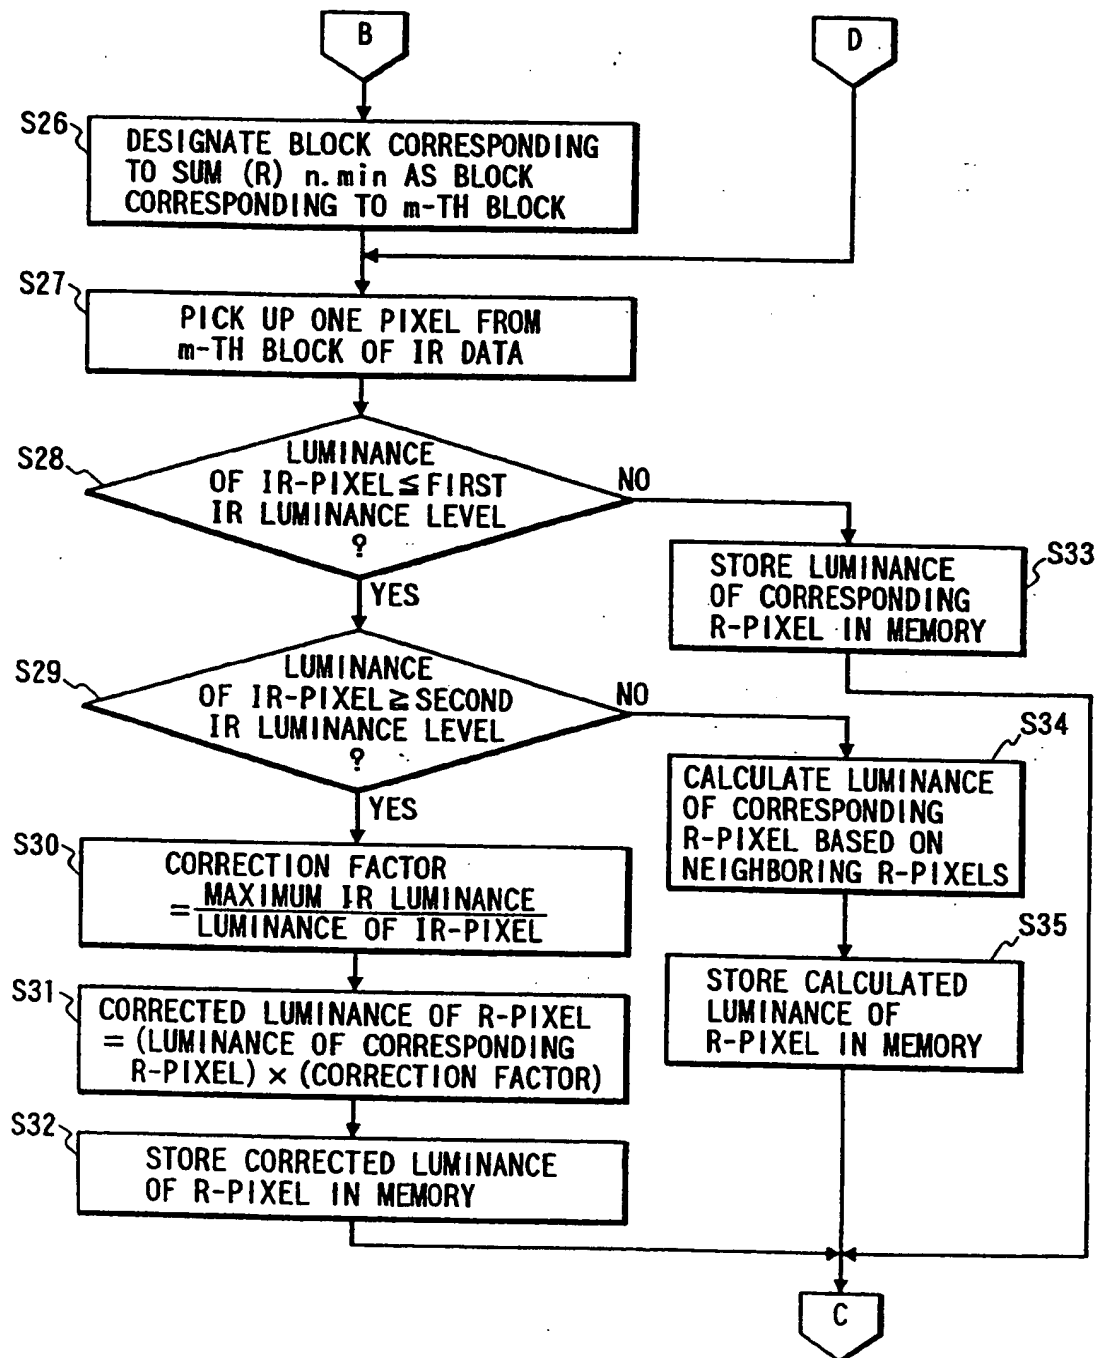 B
D
S26
DESIGNATE BLOCK CORRESPONDING
TO SUM (R) n.min AS BLOCK
CORRESPONDING TO m-TH BLOCK
S27
PICK UP ONE PIXEL FROM
m-TH BLOCK OF IR DATA
S28
LUMINANCE
OF IR-PIXEL≦FIRST
IR LUMINANCE LEVEL
?
NO
YES
S33
STORE LUMINANCE
OF CORRESPONDING
R-PIXEL IN MEMORY
S29
LUMINANCE
OF IR-PIXEL≧SECOND
IR LUMINANCE LEVEL
?
NO
YES
S34
CALCULATE LUMINANCE
OF CORRESPONDING
R-PIXEL BASED ON
NEIGHBORING R-PIXELS
S30
CORRECTION FACTOR
= MAXIMUM IR LUMINANCE
LUMINANCE OF IR-PIXEL
S35
STORE CALCULATED
LUMINANCE OF
R-PIXEL IN MEMORY
S31
CORRECTED LUMINANCE OF R-PIXEL
= (LUMINANCE OF CORRESPONDING
R-PIXEL) × (CORRECTION FACTOR)
S32
STORE CORRECTED LUMINANCE
OF R-PIXEL IN MEMORY
C